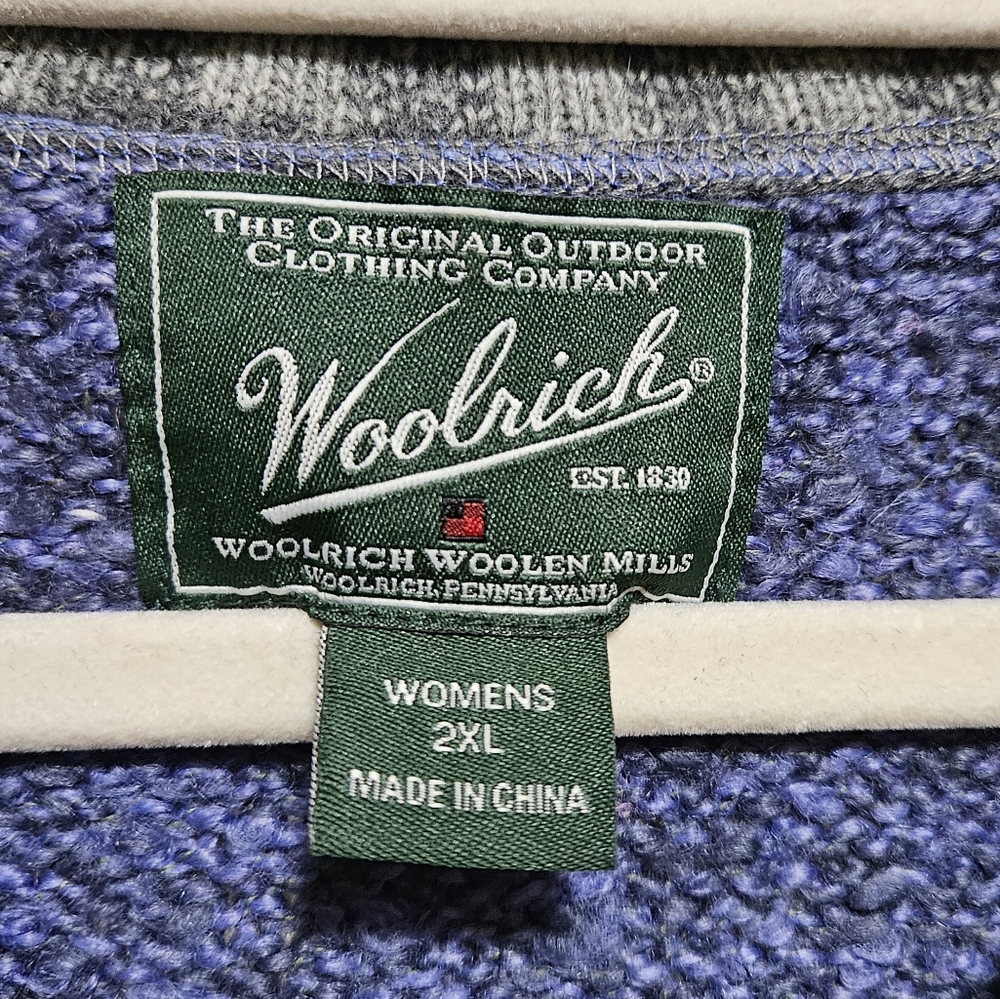 THE ORIGINAL OUTDOOR
CLOTHING COMPANY
Woolrich®
EST. 1830
WOOLRICH WOOLEN MILLS
WOOLRICH, PENNSYLVANIA
WOMENS
2XL
MADE IN CHINA